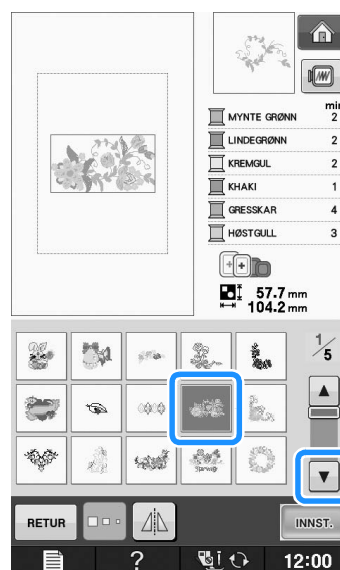 min
MYNTE GRØNN 2
LINDEGRØNN 2
KREMGUL 2
KHAKI 1
GRESSKAR 4
HØSTGULL 3
57.7 mm
104.2 mm
1/5
Spring
RETUR
INNST.
? 12:00